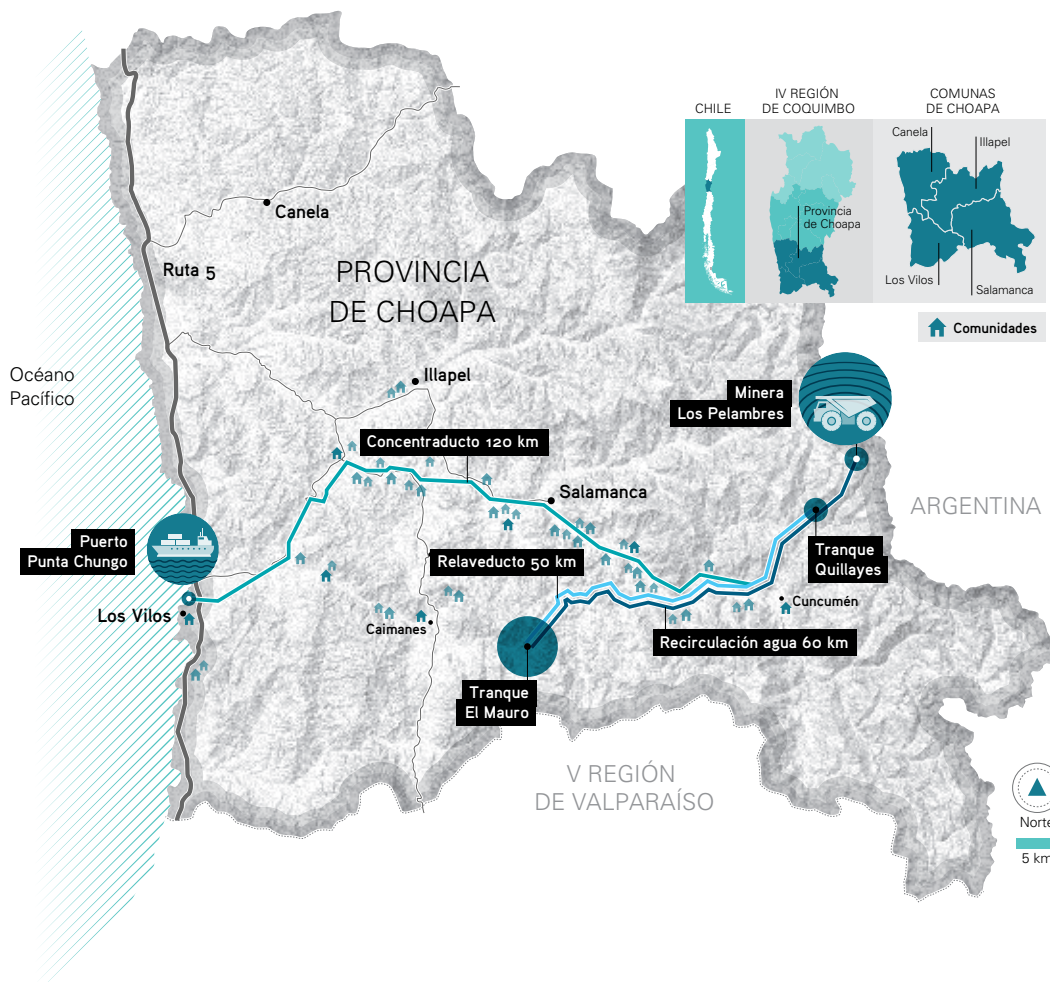 CHILE
IV REGIÓN
DE COQUIMBO
COMUNAS
DE CHOAPA
Canela
Illapel
Provincia
de Choapa
Los Vilos
Salamanca
Comunidades
Canela
Ruta 5
PROVINCIA
DE CHOAPA
Océano
Pacífico
Illapel
Minera
Los Pelambres
Concentraducto 120 km
Salamanca
ARGENTINA
Puerto
Punta Chungo
Relaveducto 50 km
Tranque
Quillayes
Los Vilos
Caimanes
Cuncumén
Recirculación agua 60 km
Tranque
El Mauro
V REGIÓN
DE VALPARAÍSO
Norte
5 km